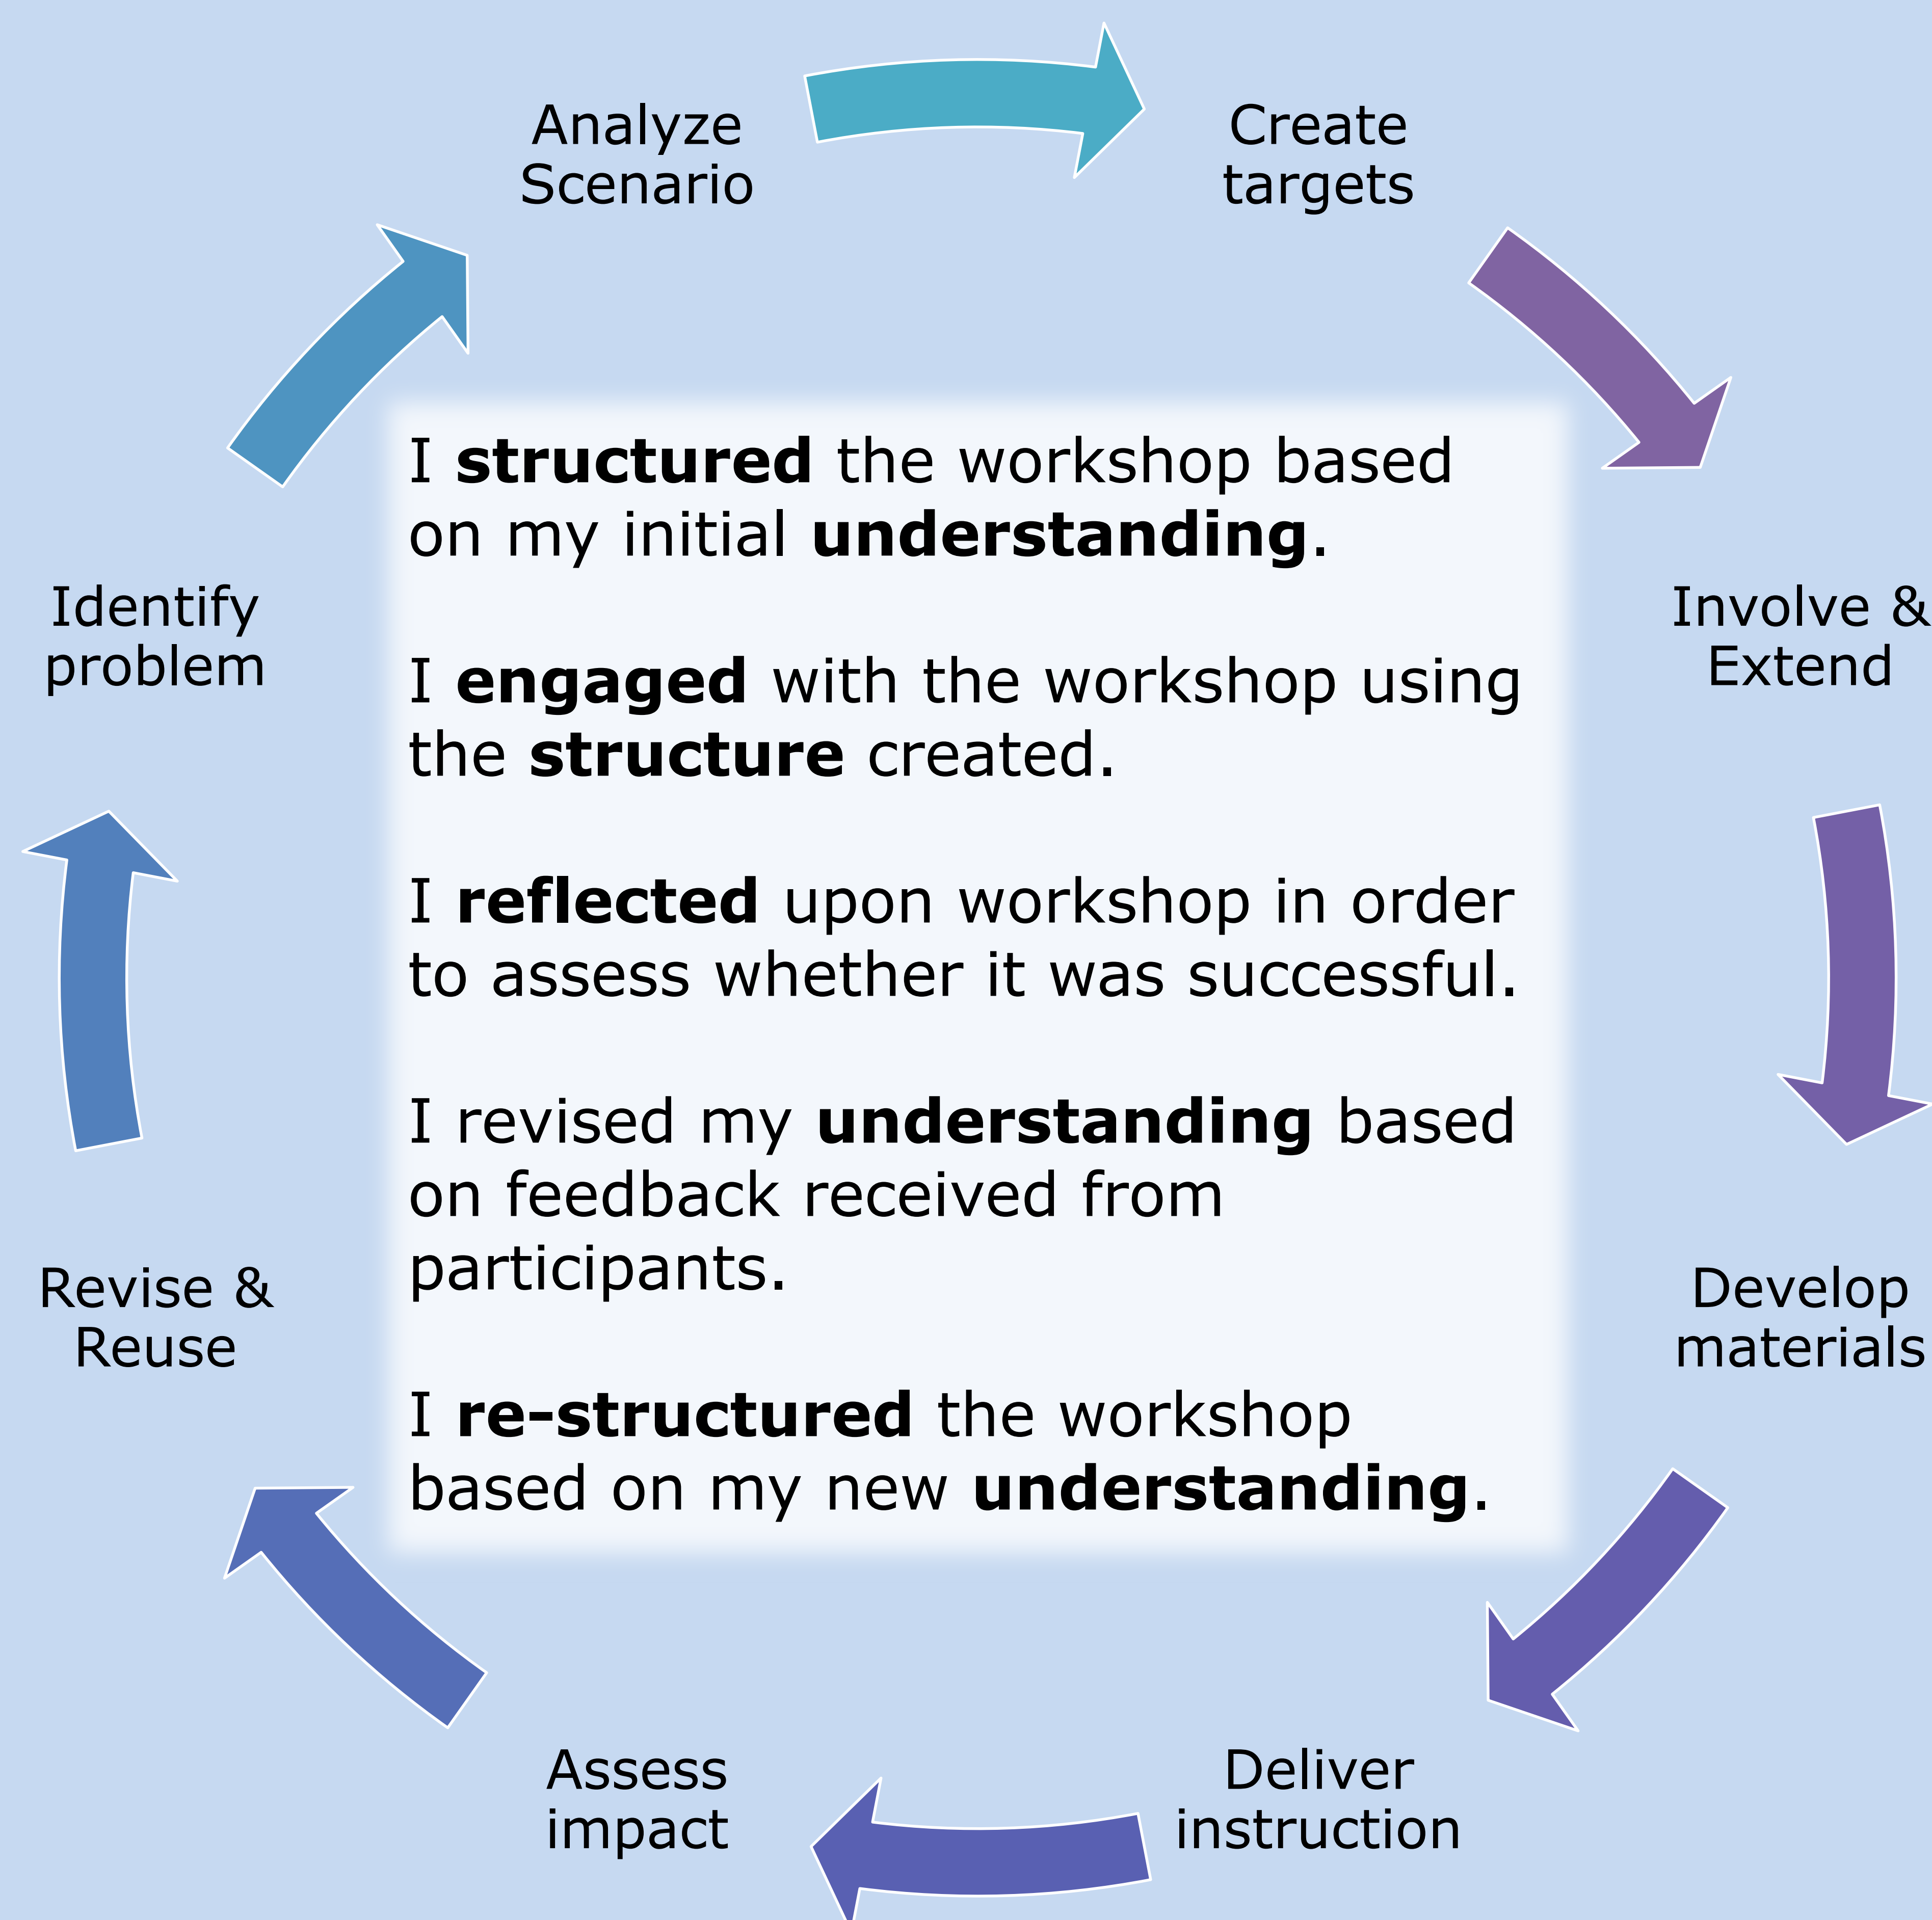 Analyze
Scenario
Create
targets
Identify
problem
Involve &
Extend
I structured the workshop based
on my initial understanding.
I engaged with the workshop using
the structure created.
I reflected upon workshop in order
to assess whether it was successful.
I revised my understanding based
on feedback received from
participants.
I re-structured the workshop
based on my new understanding.
Revise &
Reuse
Develop
materials
Assess
impact
Deliver
instruction